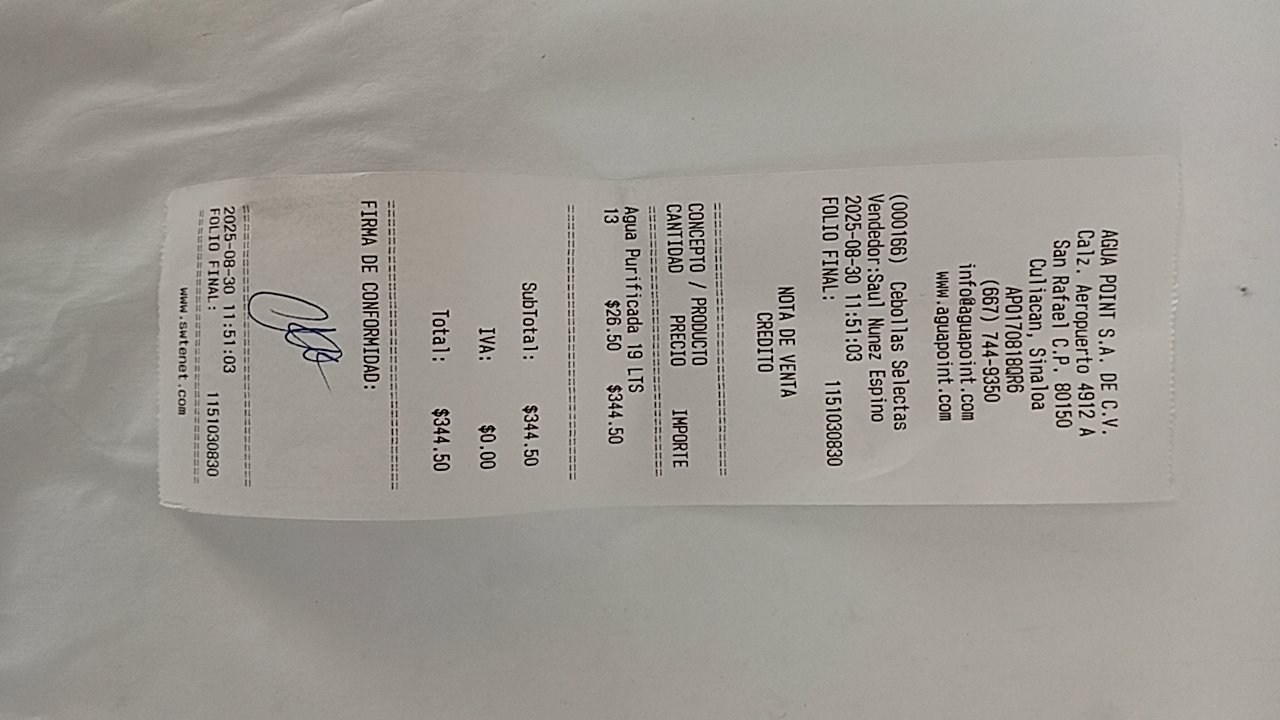 AGUA POINT S.A. DE C.V.
Calz. Aeropuerto 4912 A
San Rafael C.P. 80150
Culiacan, Sinaloa
APO170818QR6
(667) 744-9350
info@aguapoint.com
www.aguapoint.com
(000166) Cebollas Selectas
Vendedor:Saul Nunez Espino
2025-08-30 11:51:03
FOLIO FINAL: 1151030830
NOTA DE VENTA
CREDITO
CONCEPTO / PRODUCTO
CANTIDAD PRECIO IMPORTE
Agua Purificada 19 LTS
13 $26.50 $344.50
SubTotal: $344.50
IVA: $0.00
Total: $344.50
FIRMA DE CONFORMIDAD:
2025-08-30 11:51:03
FOLIO FINAL: 1151030830
www.swtenet.com